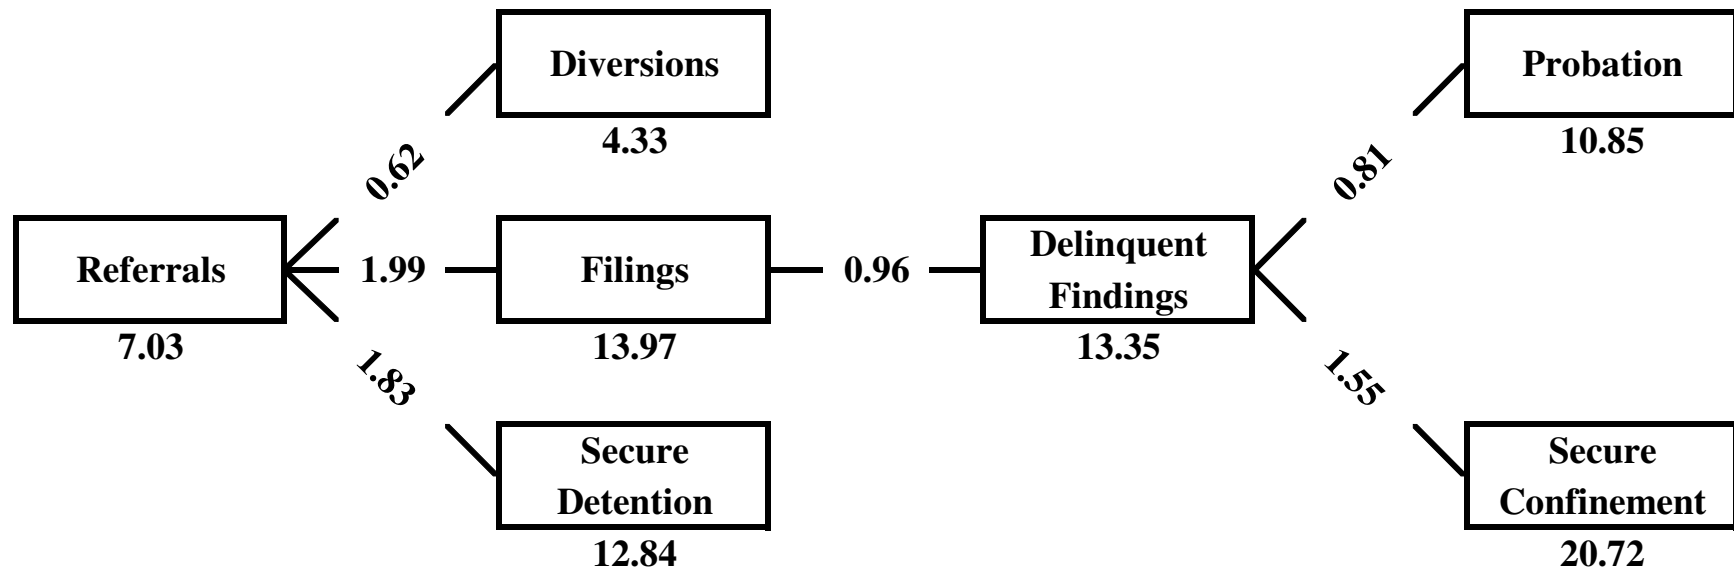 Diversions
4.33
Probation
10.85
0.62
0.81
Referrals
7.03
1.99
Filings
13.97
0.96
Delinquent
Findings
13.35
1.83
1.55
Secure
Detention
12.84
Secure
Confinement
20.72